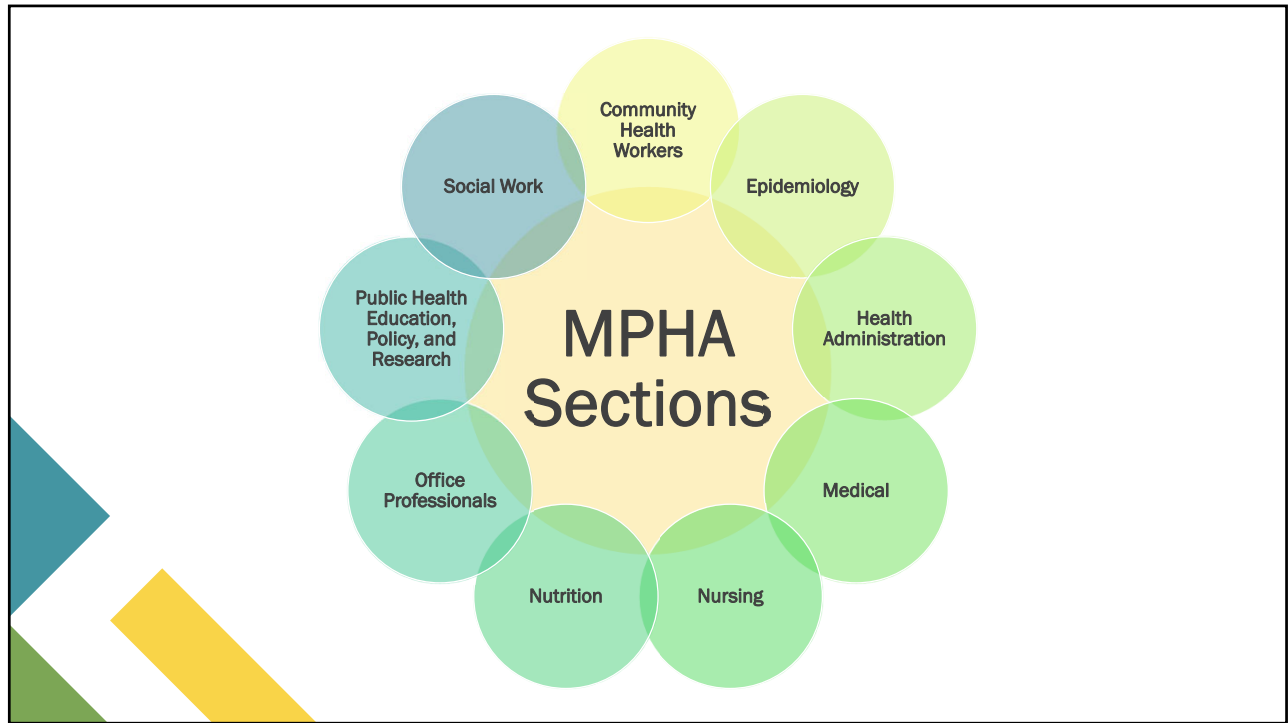 Community
Health
Workers
Epidemiology
Health
Administration
Medical
Nursing
Nutrition
Office
Professionals
Public Health
Education,
Policy, and
Research
Social Work
MPHA
Sections